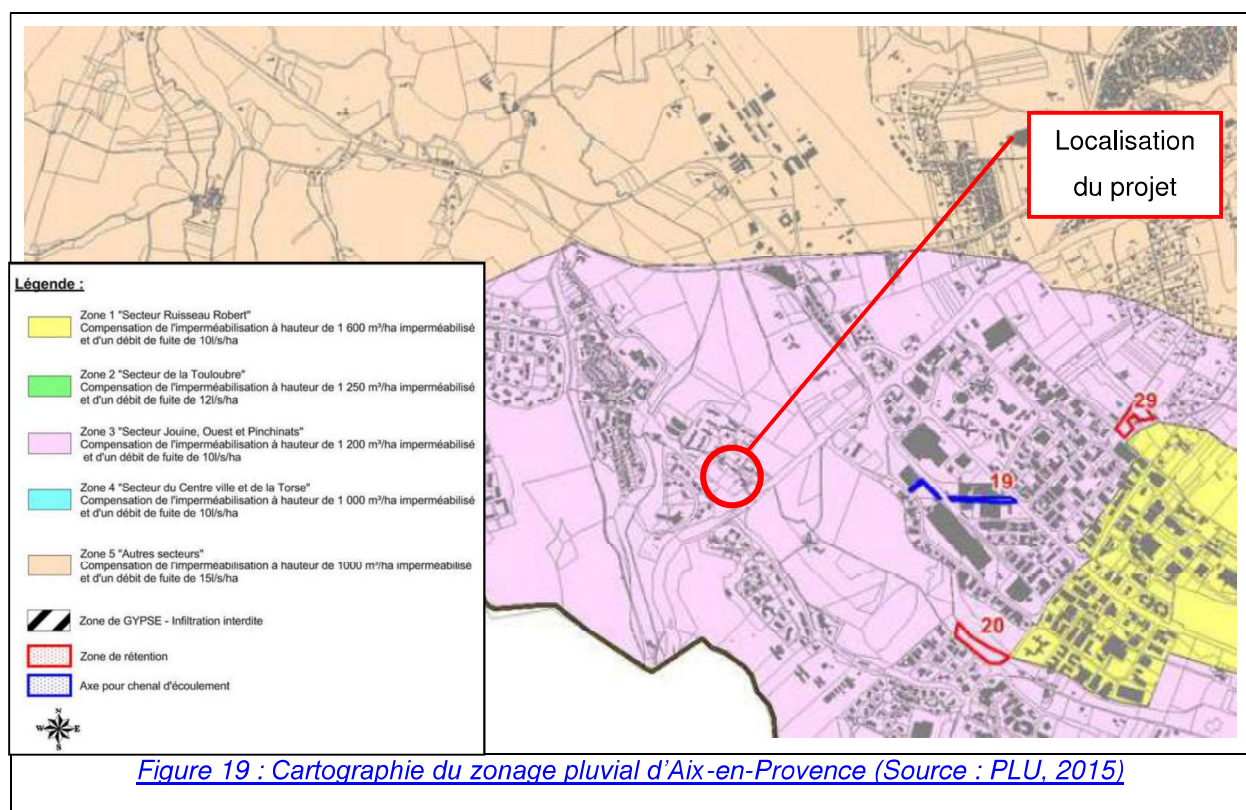 Localisation
du projet
Légende :
Zone 1 "Secteur Ruisseau Robert"
Compensation de l'imperméabilisation à hauteur de 1 600 m³/ha imperméabilisé
et d'un débit de fuite de 10l/s/ha
Zone 2 "Secteur de la Touloubre"
Compensation de l'imperméabilisation à hauteur de 1 250 m³/ha imperméabilisé
et d'un débit de fuite de 12l/s/ha
Zone 3 "Secteur Jouine, Ouest et Pinchinats"
Compensation de l'imperméabilisation à hauteur de 1 200 m³/ha imperméabilisé
et d'un débit de fuite de 10l/s/ha
Zone 4 "Secteur du Centre ville et de la Torse"
Compensation de l'imperméabilisation à hauteur de 1 000 m³/ha imperméabilisé
et d'un débit de fuite de 10l/s/ha
Zone 5 "Autres secteurs"
Compensation de l'imperméabilisation à hauteur de 1000 m³/ha imperméabilisé
et d'un débit de fuite de 15l/s/ha
Zone de GYPSE - Infiltration interdite
Zone de rétention
Axe pour chenal d'écoulement
N
W E
S
29
19
20
Figure 19 : Cartographie du zonage pluvial d'Aix-en-Provence (Source : PLU, 2015)